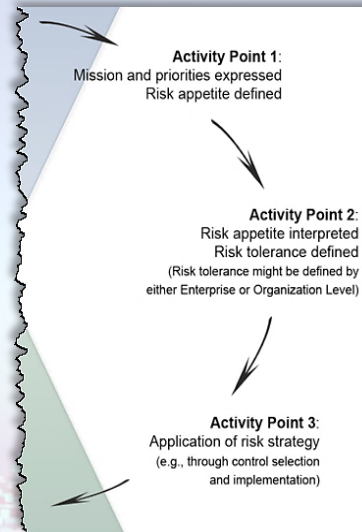 Activity Point 1:
Mission and priorities expressed
Risk appetite defined
Activity Point 2:
Risk appetite interpreted
Risk tolerance defined
(Risk tolerance might be defined by
either Enterprise or Organization Level)
Activity Point 3:
Application of risk strategy
(e.g., through control selection
and implementation)